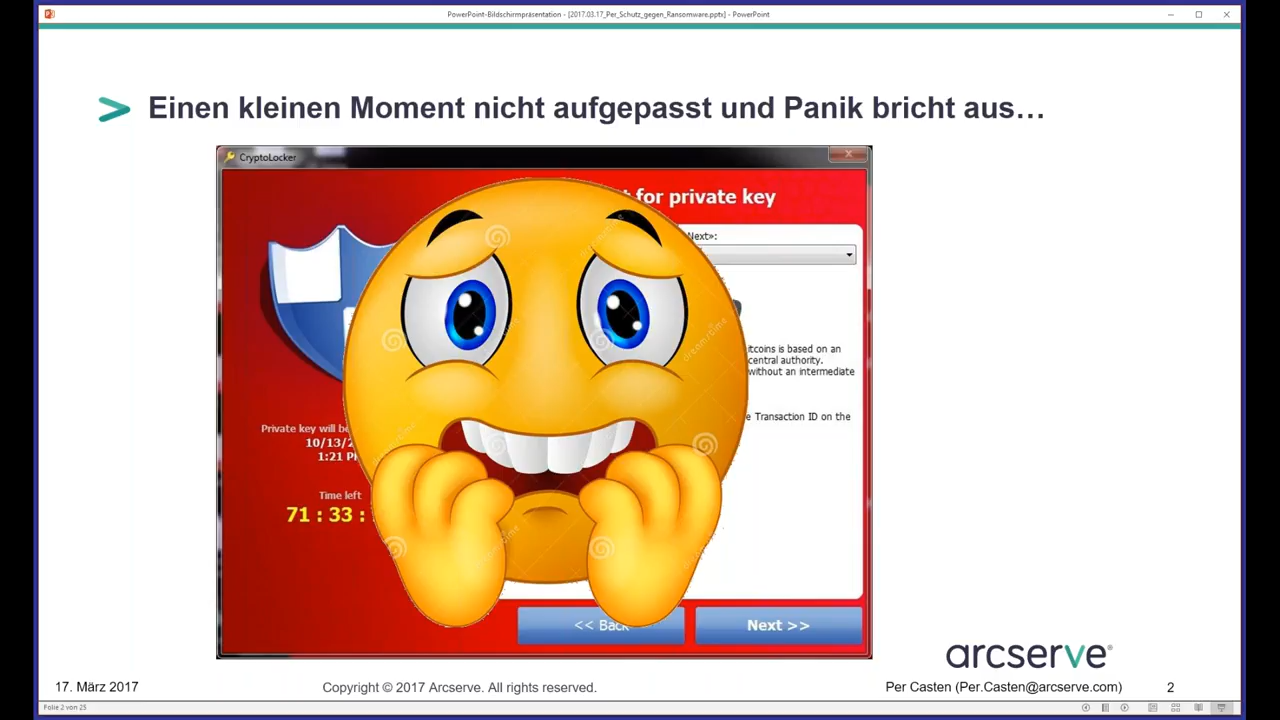 PowerPoint-Bildschirmpräsentation - [2017.03.17_Per_Schutz_gegen_Ransomware.pptx] - PowerPoint
> Einen kleinen Moment nicht aufgepasst und Panik bricht aus…
CryptoLocker
for private key
Next»:
itcoins is based on an
central authority.
without an intermediate
e Transaction ID on the
Private key will be
10/13/2
1:21 P
Time left
71 : 33 :
<< Back
Next >>
dreamstime
arcserve®
17. März 2017
Copyright © 2017 Arcserve. All rights reserved.
Per Casten (Per.Casten@arcserve.com)
2
Folie 2 von 25